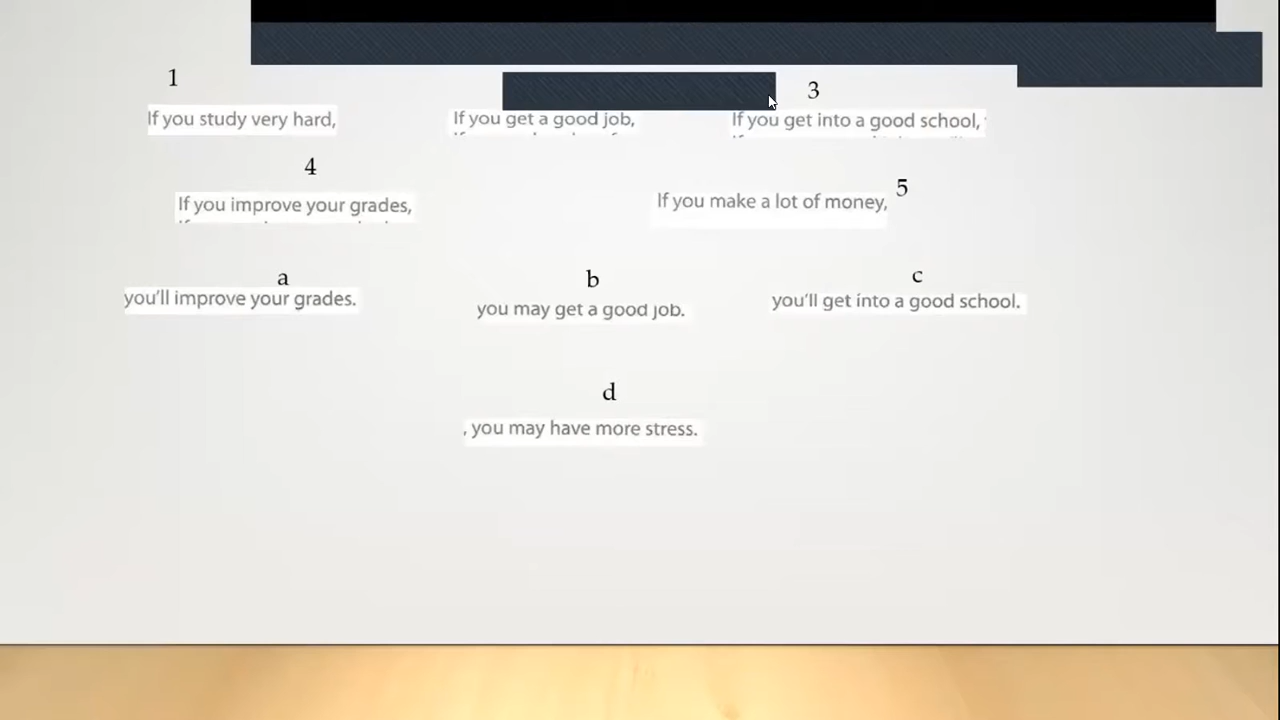 1
3
If you study very hard,
If you get a good job,
If you get into a good school,
4
5
If you improve your grades,
If you make a lot of money,
a
b
c
you'll improve your grades.
you may get a good job.
you'll get into a good school.
d
, you may have more stress.